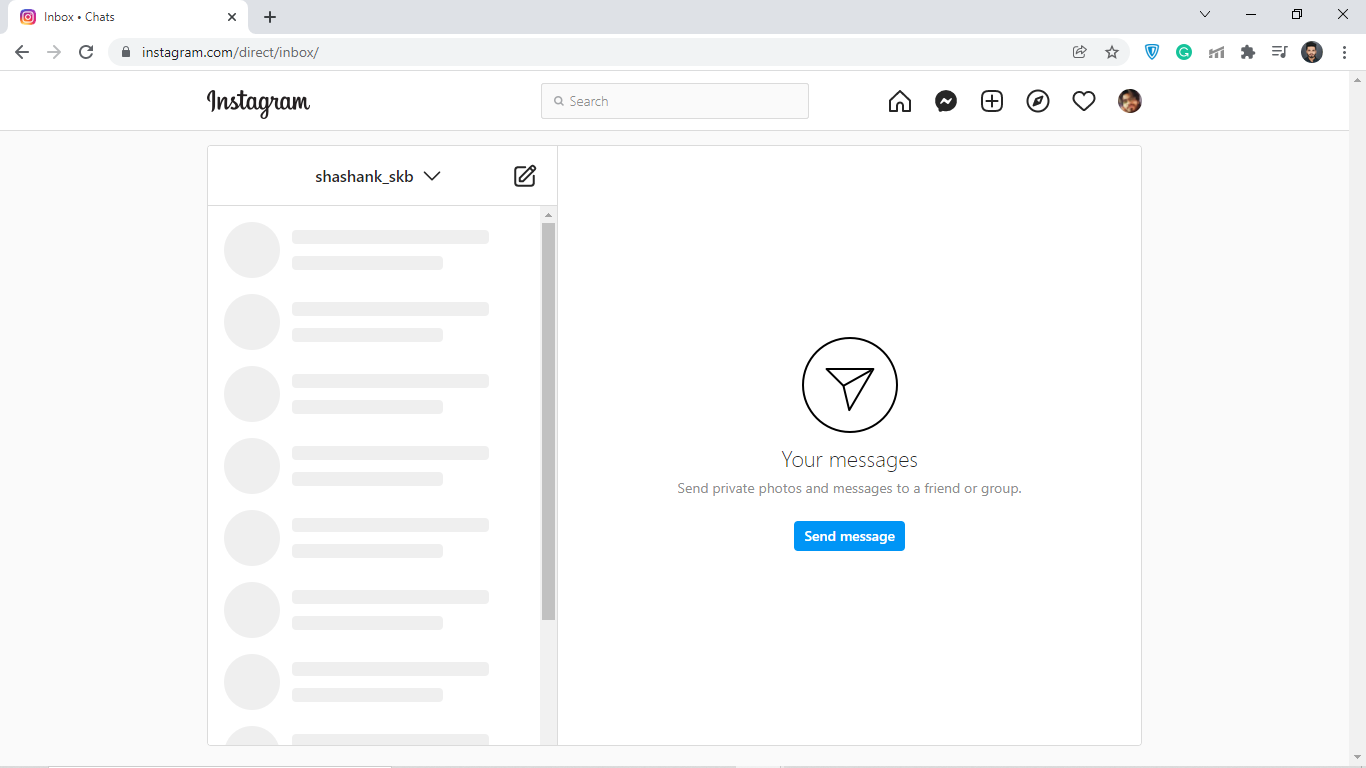 Inbox • Chats
instagram.com/direct/inbox/
Instagram
Search
shashank_skb
Your messages
Send private photos and messages to a friend or group.
Send message